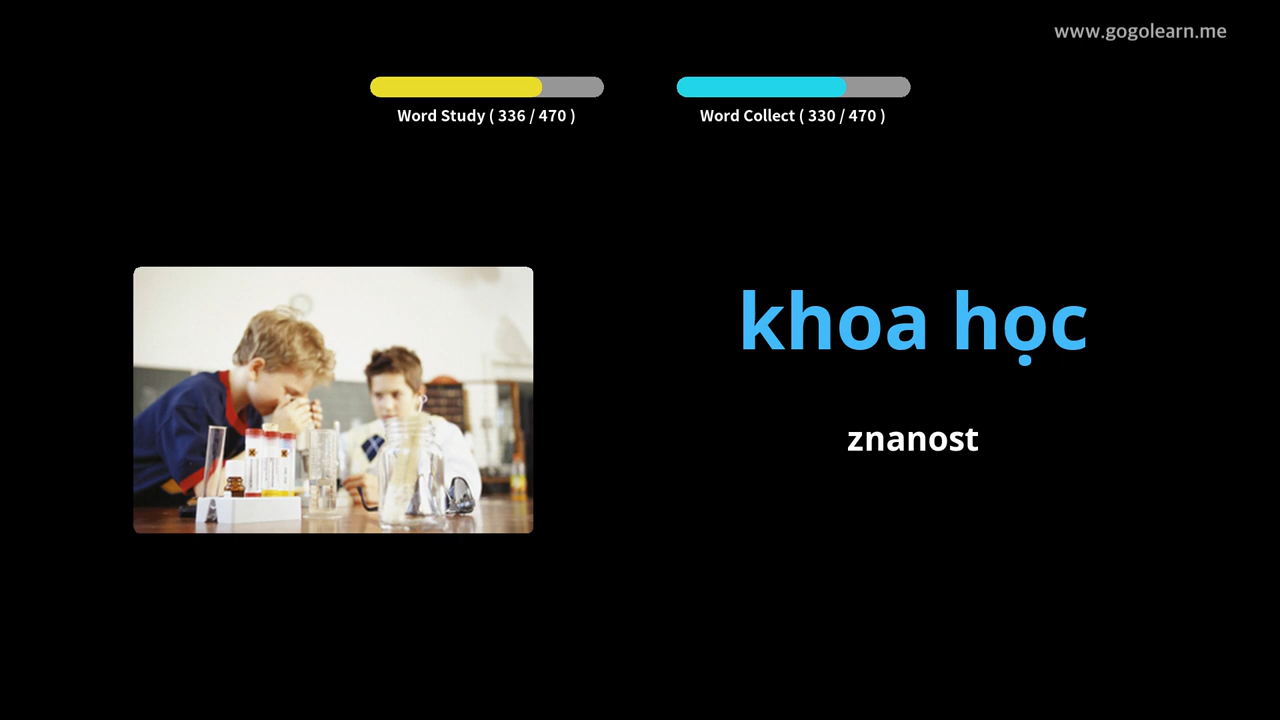 www.gogolearn.me
Word Study ( 336 / 470 )
Word Collect ( 330 / 470 )
khoa học
znanost